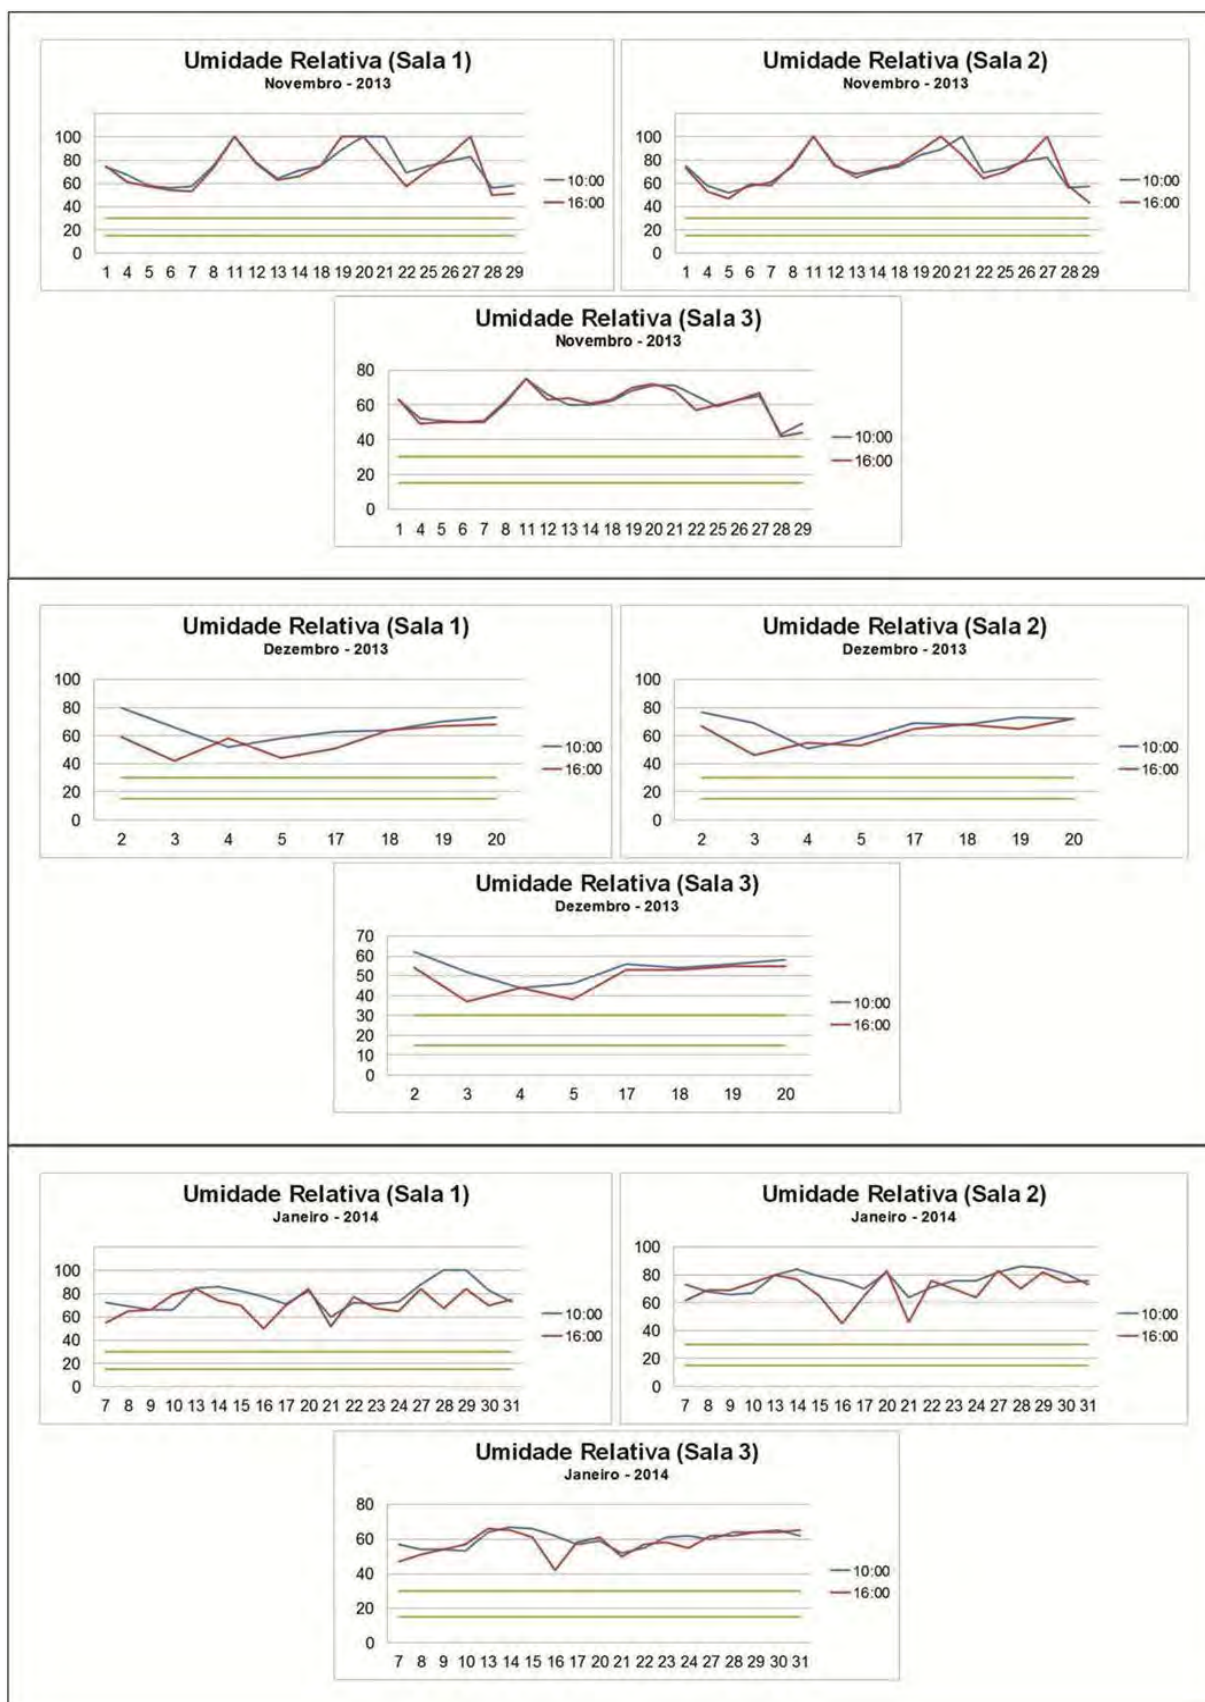 Umidade Relativa (Sala 1)
Novembro - 2013
100
80
60
40
20
0
1 4 5 6 7 8 11 12 13 14 18 19 20 21 22 25 26 27 28 29
10:00
16:00
Umidade Relativa (Sala 2)
Novembro - 2013
100
80
60
40
20
0
1 4 5 6 7 8 11 12 13 14 18 19 20 21 22 25 26 27 28 29
10:00
16:00
Umidade Relativa (Sala 3)
Novembro - 2013
80
60
40
20
0
1 4 5 6 7 8 11 12 13 14 18 19 20 21 22 25 26 27 28 29
10:00
16:00
Umidade Relativa (Sala 1)
Dezembro - 2013
100
80
60
40
20
0
2 3 4 5 17 18 19 20
10:00
16:00
Umidade Relativa (Sala 2)
Dezembro - 2013
100
80
60
40
20
0
2 3 4 5 17 18 19 20
10:00
16:00
Umidade Relativa (Sala 3)
Dezembro - 2013
70
60
50
40
30
20
10
0
2 3 4 5 17 18 19 20
10:00
16:00
Umidade Relativa (Sala 1)
Janeiro - 2014
100
80
60
40
20
0
7 8 9 10 13 14 15 16 17 20 21 22 23 24 27 28 29 30 31
10:00
16:00
Umidade Relativa (Sala 2)
Janeiro - 2014
100
80
60
40
20
0
7 8 9 10 13 14 15 16 17 20 21 22 23 24 27 28 29 30 31
10:00
16:00
Umidade Relativa (Sala 3)
Janeiro - 2014
80
60
40
20
0
7 8 9 10 13 14 15 16 17 20 21 22 23 24 27 28 29 30 31
10:00
16:00